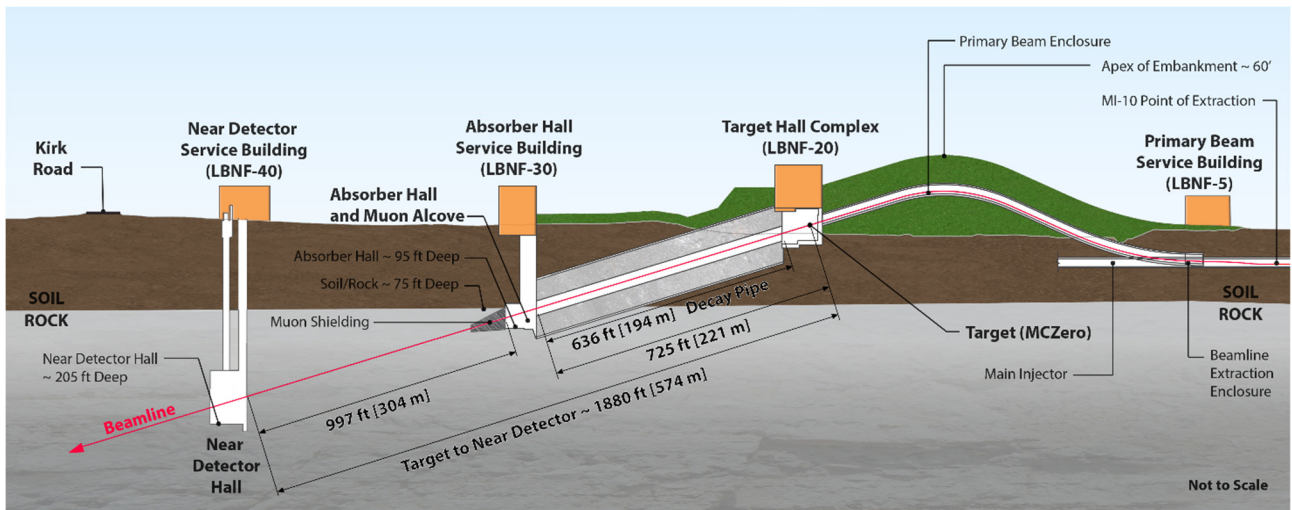 Primary Beam Enclosure
Apex of Embankment ~ 60'
MI-10 Point of Extraction
Near Detector
Service Building
(LBNF-40)
Absorber Hall
Service Building
(LBNF-30)
Target Hall Complex
(LBNF-20)
Primary Beam
Service Building
(LBNF-5)
Kirk
Road
Absorber Hall
and Muon Alcove
Absorber Hall ~ 95 ft Deep
Soil/Rock ~ 75 ft Deep
SOIL
ROCK
Muon Shielding
Decay Pipe
636 ft [194 m]
725 ft [221 m]
SOIL
ROCK
Target (MCZero)
Near Detector Hall
~ 205 ft Deep
Main Injector
Beamline
Extraction
Enclosure
997 ft [304 m]
Target to Near Detector ~ 1880 ft [574 m]
Beamline
Near
Detector
Hall
Not to Scale